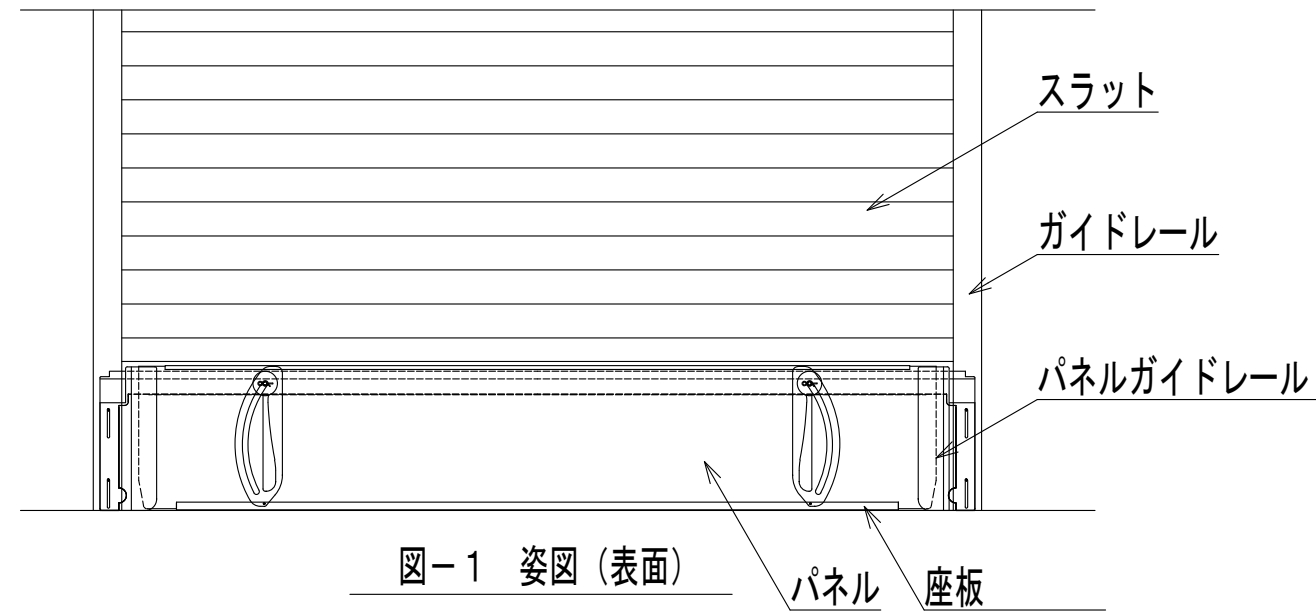 スラット
ガイドレール
パネルガイドレール
図－１　姿図（表面）
パネル
座板